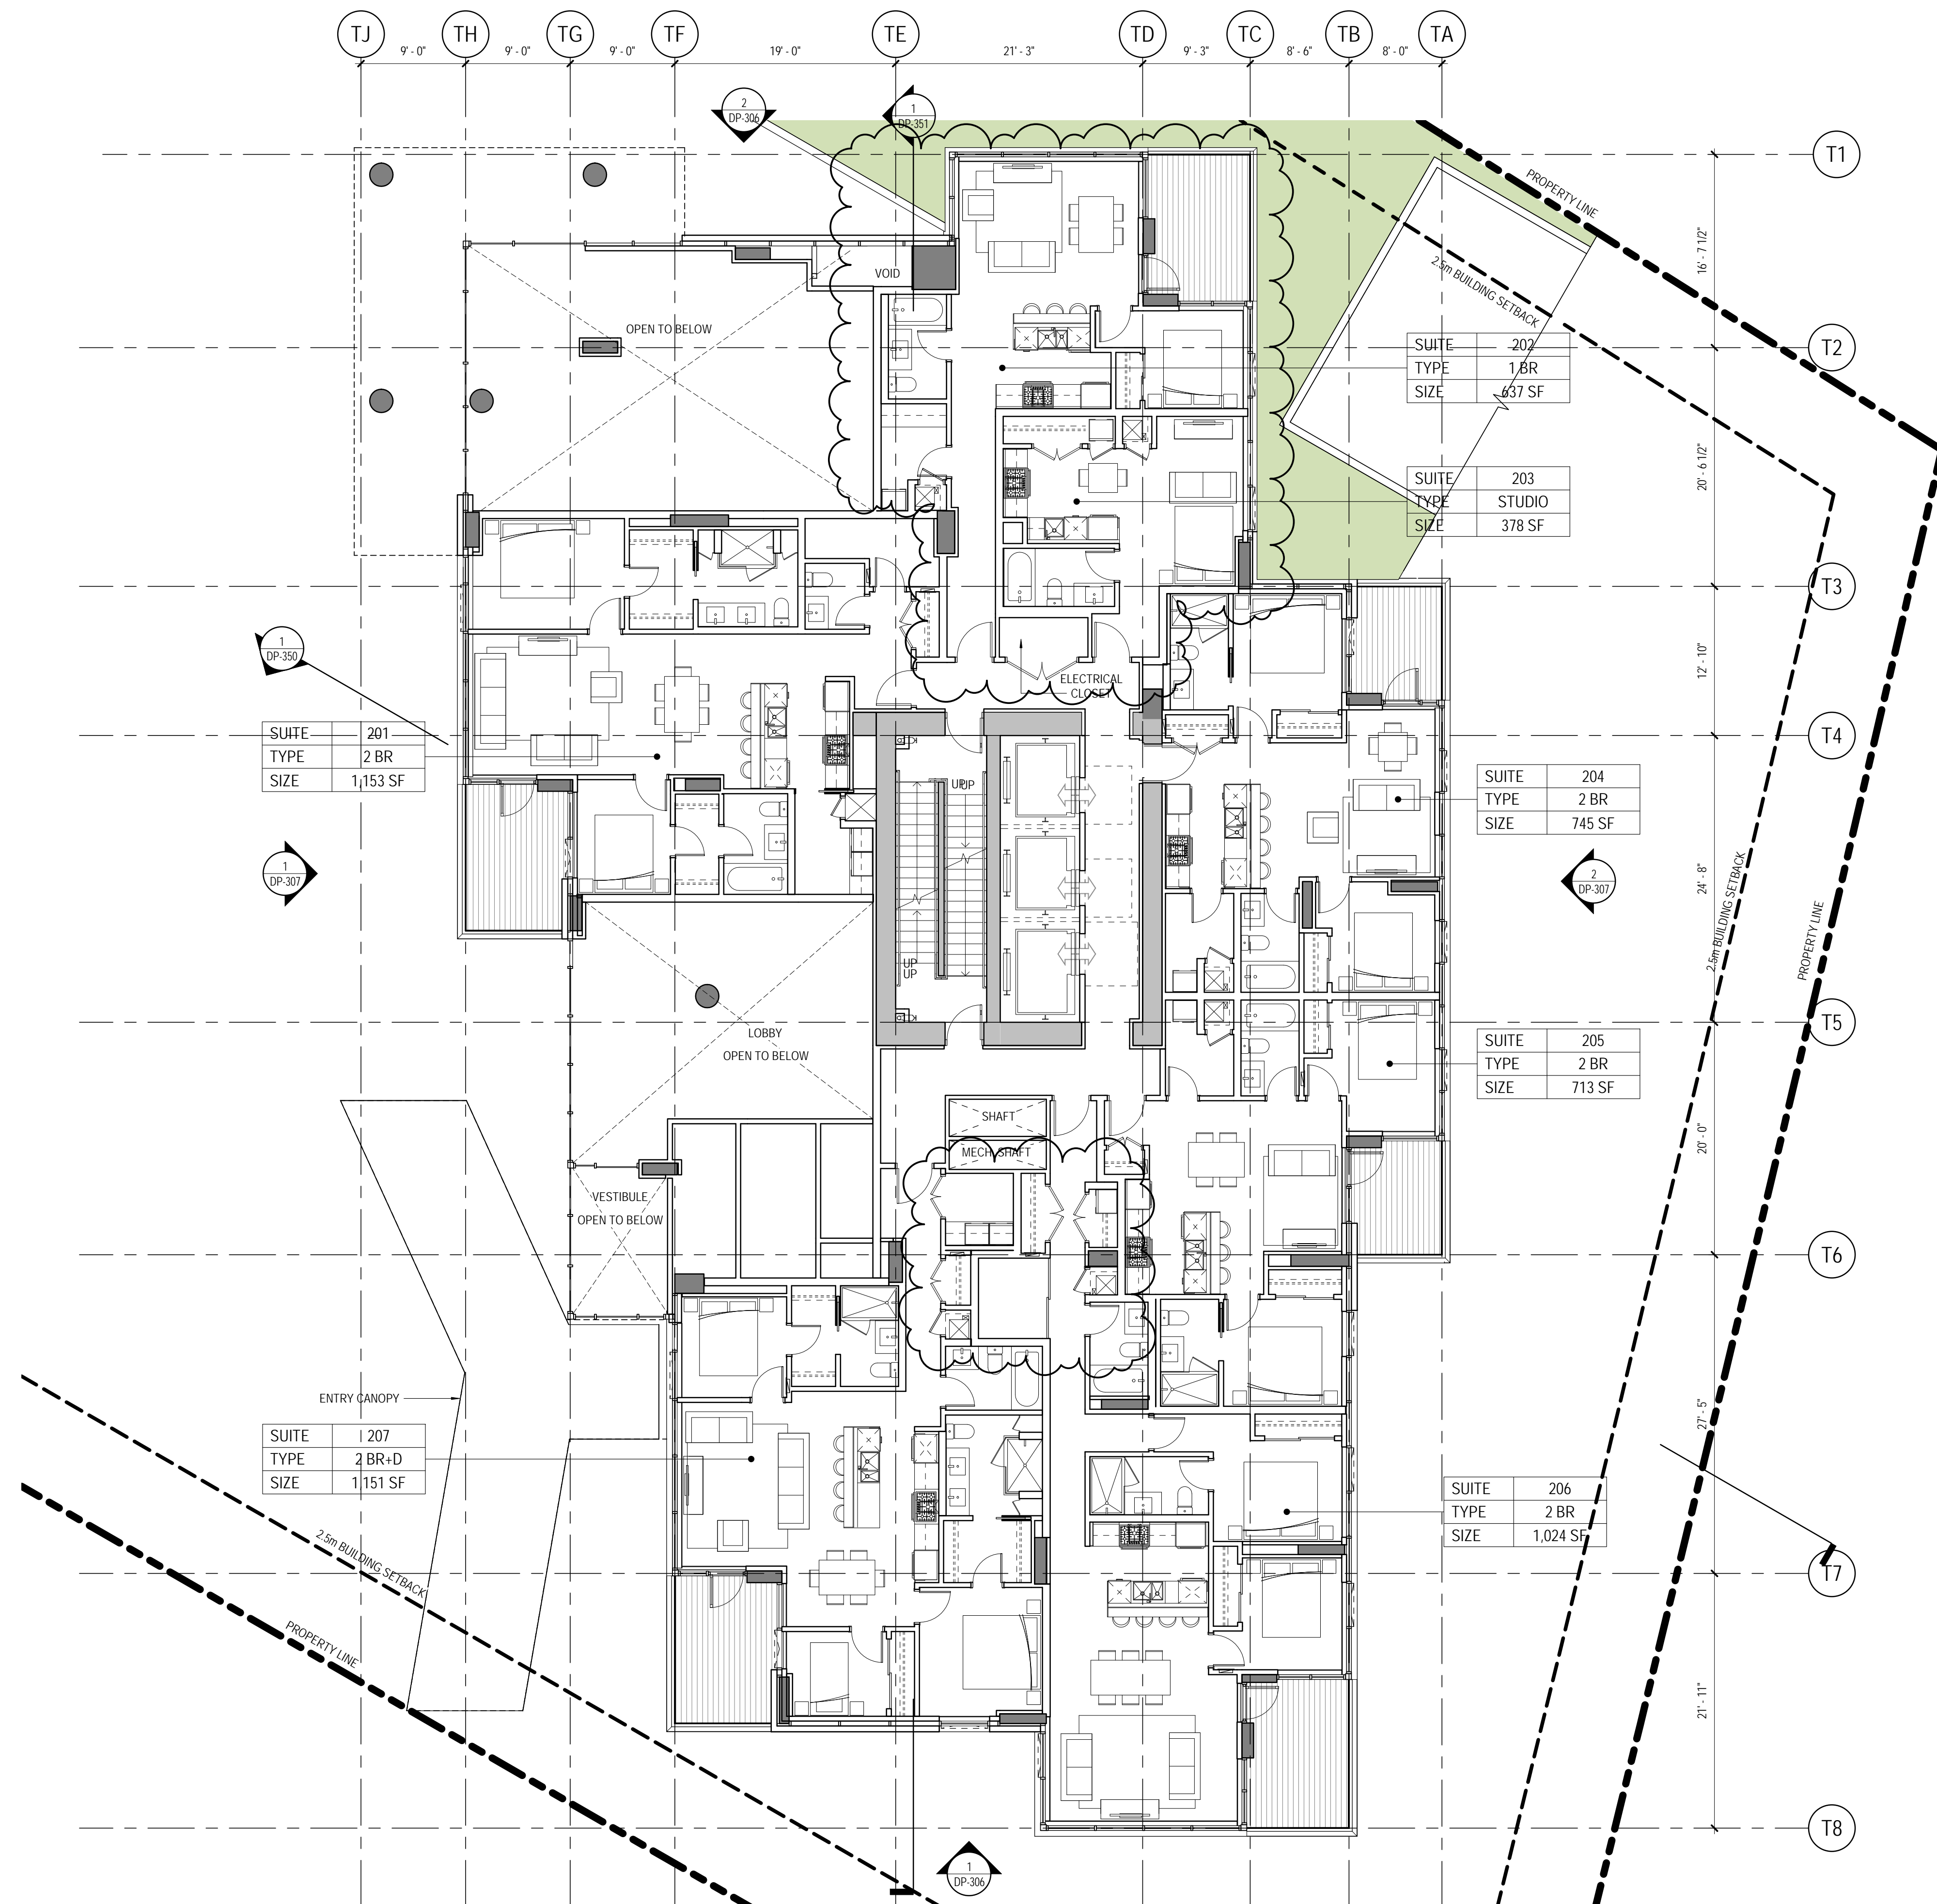 TJ TH TG TF TE TD TC TB TA
9' - 0" 9' - 0" 9' - 0" 19' - 0" 21' - 3" 9' - 3" 8' - 6" 8' - 0"
2
DP-306
1
DP-351
T1
PROPERTY LINE
16' - 7 1/2"
2.5m BUILDING SETBACK
VOID
OPEN TO BELOW
T2
SUITE 202
TYPE 1 BR
SIZE 637 SF
20' - 6 1/2"
SUITE 203
TYPE STUDIO
SIZE 378 SF
T3
1
DP-350
12' - 10"
ELECTRICAL
CLOSET
T4
SUITE 201
TYPE 2 BR
SIZE 1,153 SF
UP UP
SUITE 204
TYPE 2 BR
SIZE 745 SF
1
DP-307
2
DP-307
24' - 8"
2.5m BUILDING SETBACK
PROPERTY LINE
UP
UP
LOBBY
OPEN TO BELOW
T5
SUITE 205
TYPE 2 BR
SIZE 713 SF
SHAFT
MECH. SHAFT
20' - 0"
VESTIBULE
OPEN TO BELOW
T6
ENTRY CANOPY
27' - 5"
SUITE 207
TYPE 2 BR+D
SIZE 1,151 SF
SUITE 206
TYPE 2 BR
SIZE 1,024 SF
2.5m BUILDING SETBACK
T7
PROPERTY LINE
21' - 11"
T8
1
DP-306